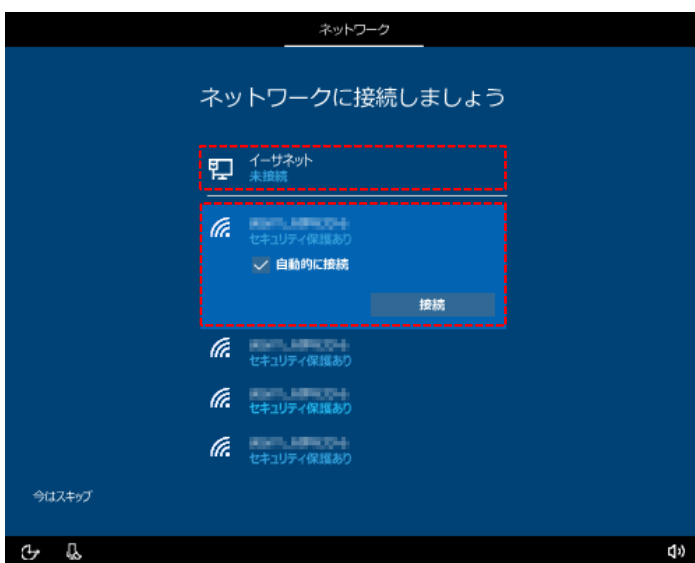 ネットワーク
ネットワークに接続しましょう
イーサネット
未接続
セキュリティ保護あり
自動的に接続
接続
セキュリティ保護あり
セキュリティ保護あり
セキュリティ保護あり
今はスキップ